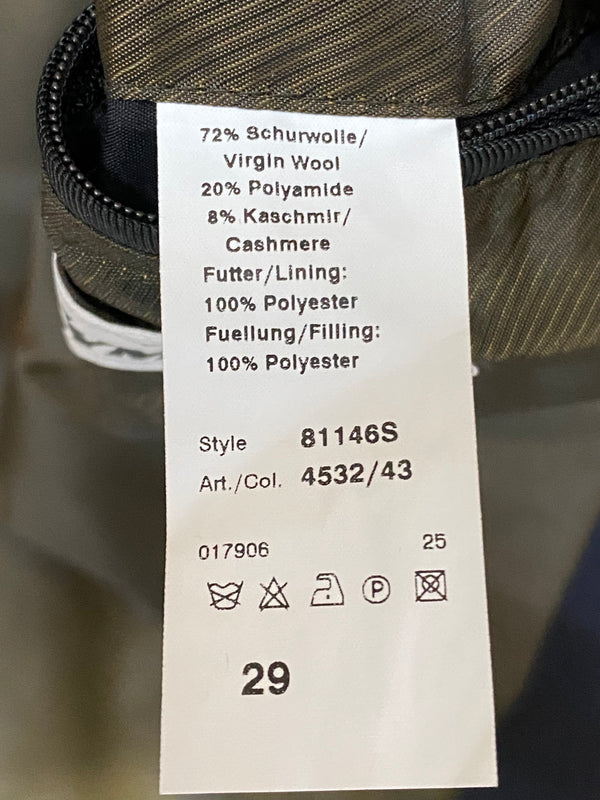 72% Schurwolle/
Virgin Wool
20% Polyamide
8% Kaschmir/
Cashmere
Futter/Lining:
100% Polyester
Fuellung/Filling:
100% Polyester
Style 81146S
Art./Col. 4532/43
017906 25
P
29